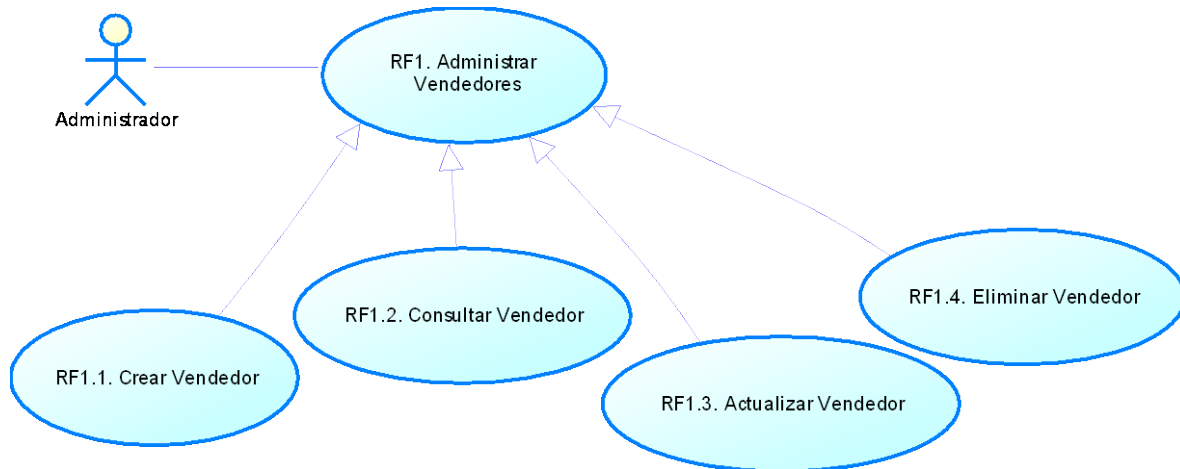 RF1. Administrar
Vendedores
Administrador
RF1.1. Crear Vendedor
RF1.2. Consultar Vendedor
RF1.3. Actualizar Vendedor
RF1.4. Eliminar Vendedor